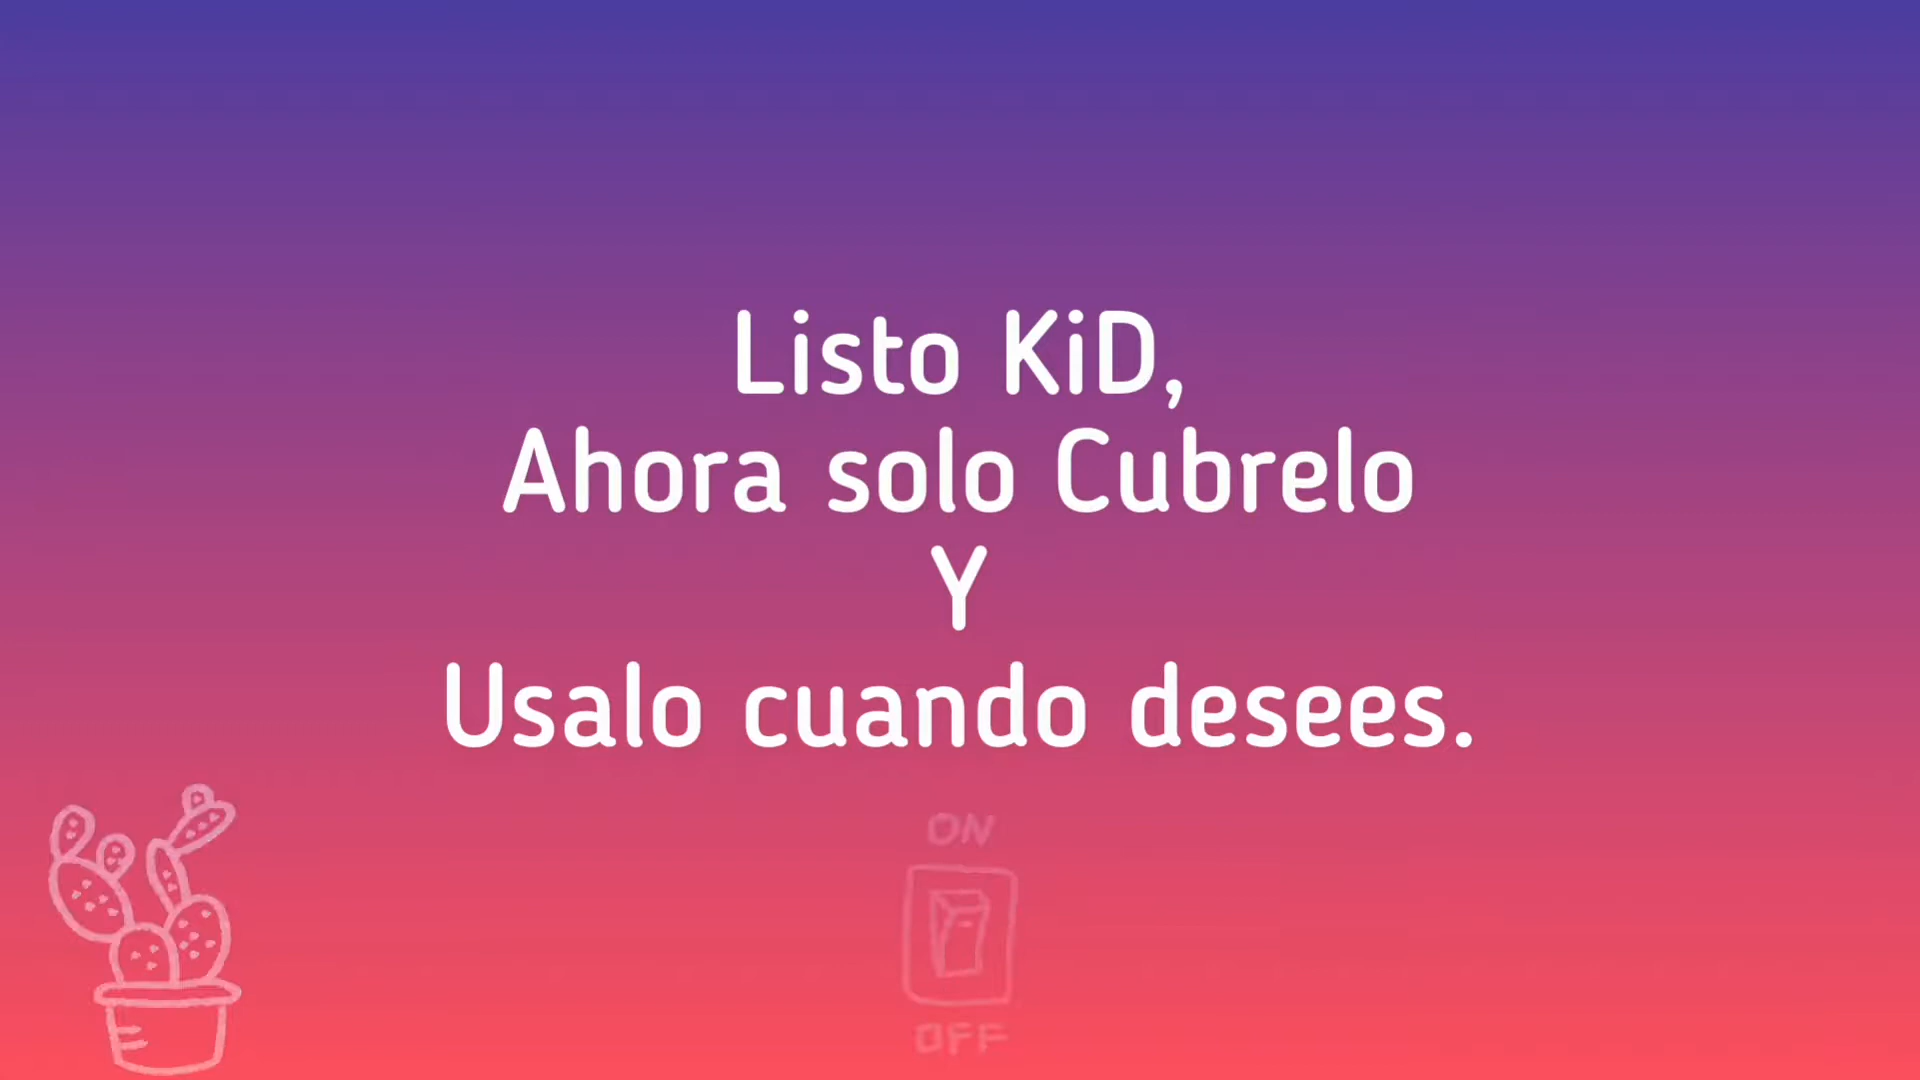 Listo KiD,
Ahora solo Cubrelo
Y
Usalo cuando desees.
ON
OFF